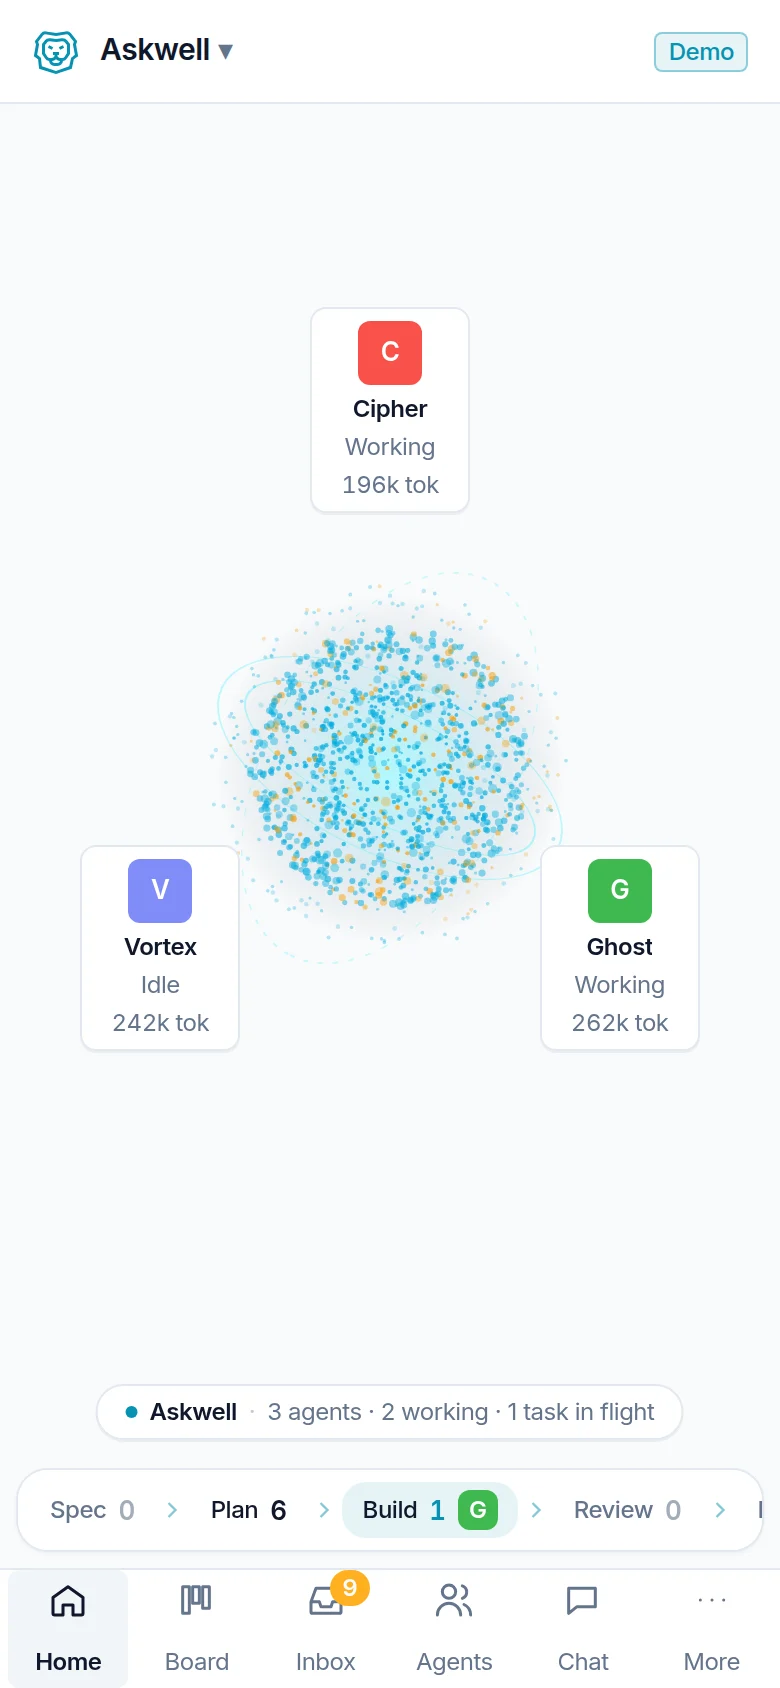 Askwell ▾
Demo
C
Cipher
Working
196k tok
V
Vortex
Idle
242k tok
G
Ghost
Working
262k tok
Askwell · 3 agents · 2 working · 1 task in flight
Spec 0 > Plan 6 > Build 1 G > Review 0 >
9
Home Board Inbox Agents Chat More